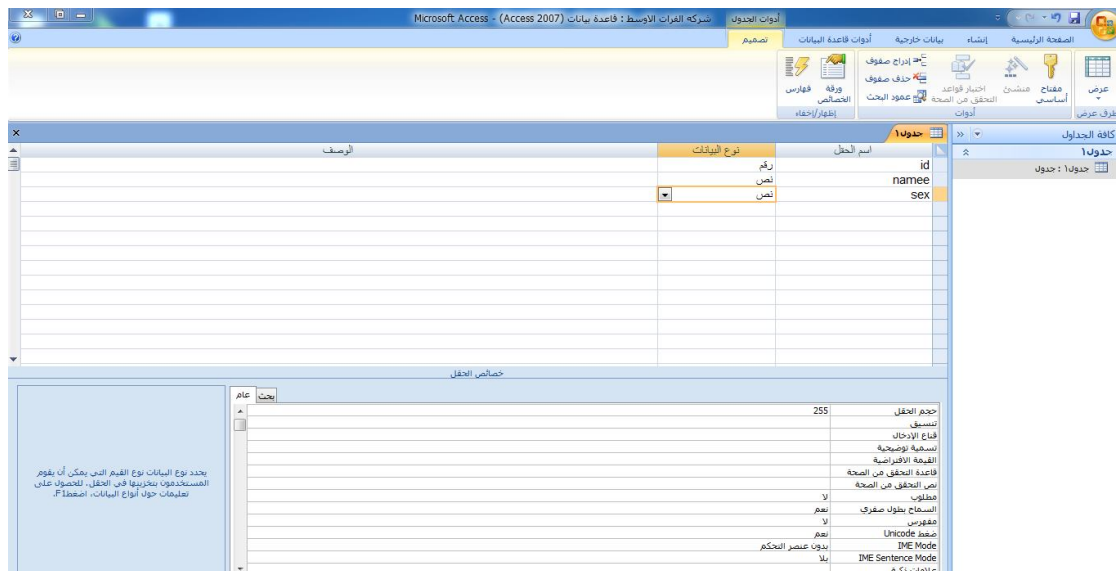 أدوات الجدول
شركه الفرات الاوسط : قاعدة بيانات (Access 2007) - Microsoft Access
الصفحة الرئيسية
إنشاء
بيانات خارجية
أدوات قاعدة البيانات
تصميم
عرض
مفتاح أساسي
منشئ
اختبار قواعد التحقق من الصحة
إدراج صفوف
حذف صفوف
عمود البحث
ورقة الخصائص
فهارس
طرق عرض
أدوات
إظهار/إخفاء
كافة الجداول
جدول١
جدول١ : جدول
جدول١
اسم الحقل
نوع البيانات
الوصف
id
رقم
namee
نص
sex
نص
خصائص الحقل
عام
بحث
حجم الحقل
255
تنسيق
قناع الإدخال
تسمية توضيحية
القيمة الافتراضية
قاعدة التحقق من الصحة
نص التحقق من الصحة
مطلوب
لا
السماح بطول صفري
نعم
مفهرس
لا
ضغط Unicode
نعم
IME Mode
بدون عنصر التحكم
IME Sentence Mode
بلا
علامات ذكية
يحدد نوع البيانات نوع القيم التي يمكن أن يقوم
المستخدمون بتخزينها في الحقل. للحصول على
تعليمات حول أنواع البيانات، اضغط F1.